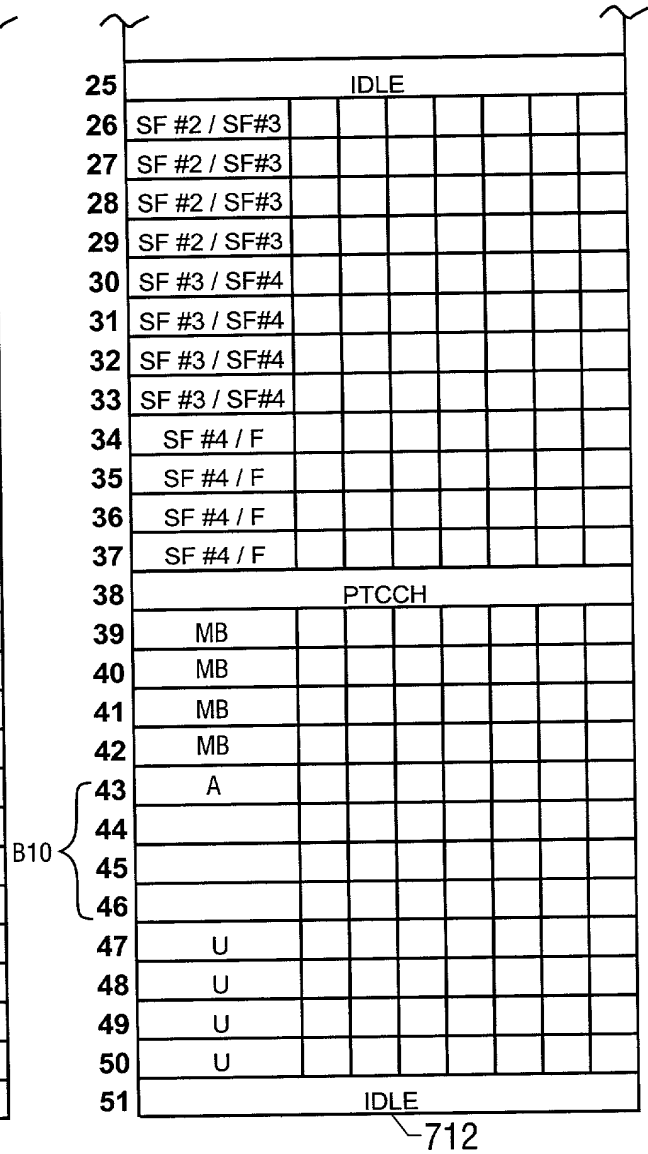 25 IDLE
26 SF #2 / SF#3
27 SF #2 / SF#3
28 SF #2 / SF#3
29 SF #2 / SF#3
30 SF #3 / SF#4
31 SF #3 / SF#4
32 SF #3 / SF#4
33 SF #3 / SF#4
34 SF #4 / F
35 SF #4 / F
36 SF #4 / F
37 SF #4 / F
38 PTCCH
39 MB
40 MB
41 MB
42 MB
43 A
44
B10
45
46
47 U
48 U
49 U
50 U
51 IDLE
712